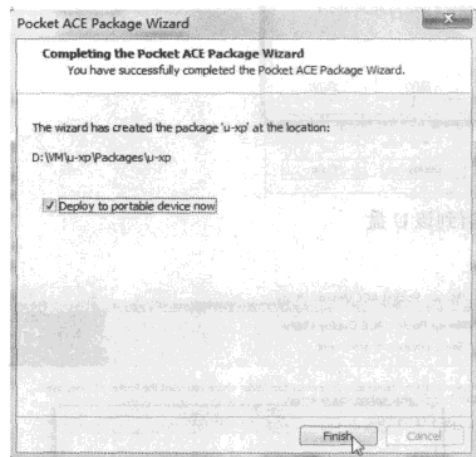 Pocket ACE Package Wizard
Completing the Pocket ACE Package Wizard
You have successfully completed the Pocket ACE Package Wizard.
The wizard has created the package 'u-xp' at the location:
D:\VM\u-xp\Packages\u-xp
Deploy to portable device now
Finish
Cancel